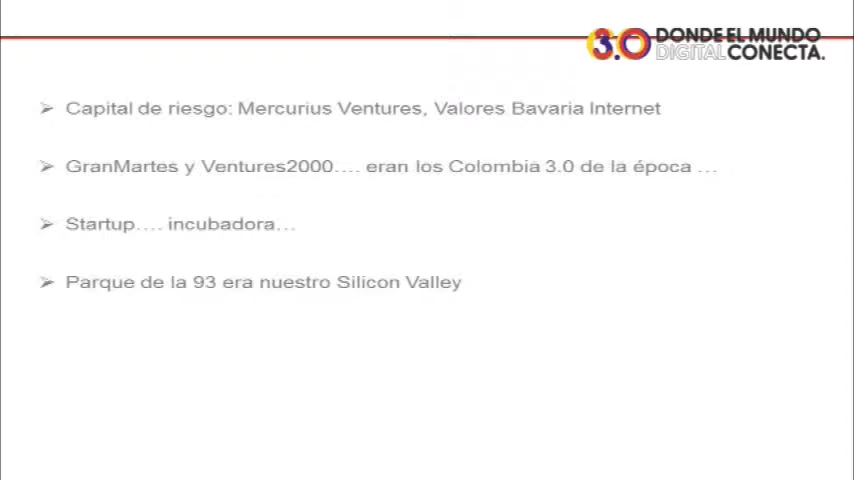 3.0 DONDE EL MUNDO
DIGITAL CONECTA.
➢ Capital de riesgo: Mercurius Ventures, Valores Bavaria Internet
➢ GranMartes y Ventures2000.... eran los Colombia 3.0 de la época ...
➢ Startup.... incubadora...
➢ Parque de la 93 era nuestro Silicon Valley